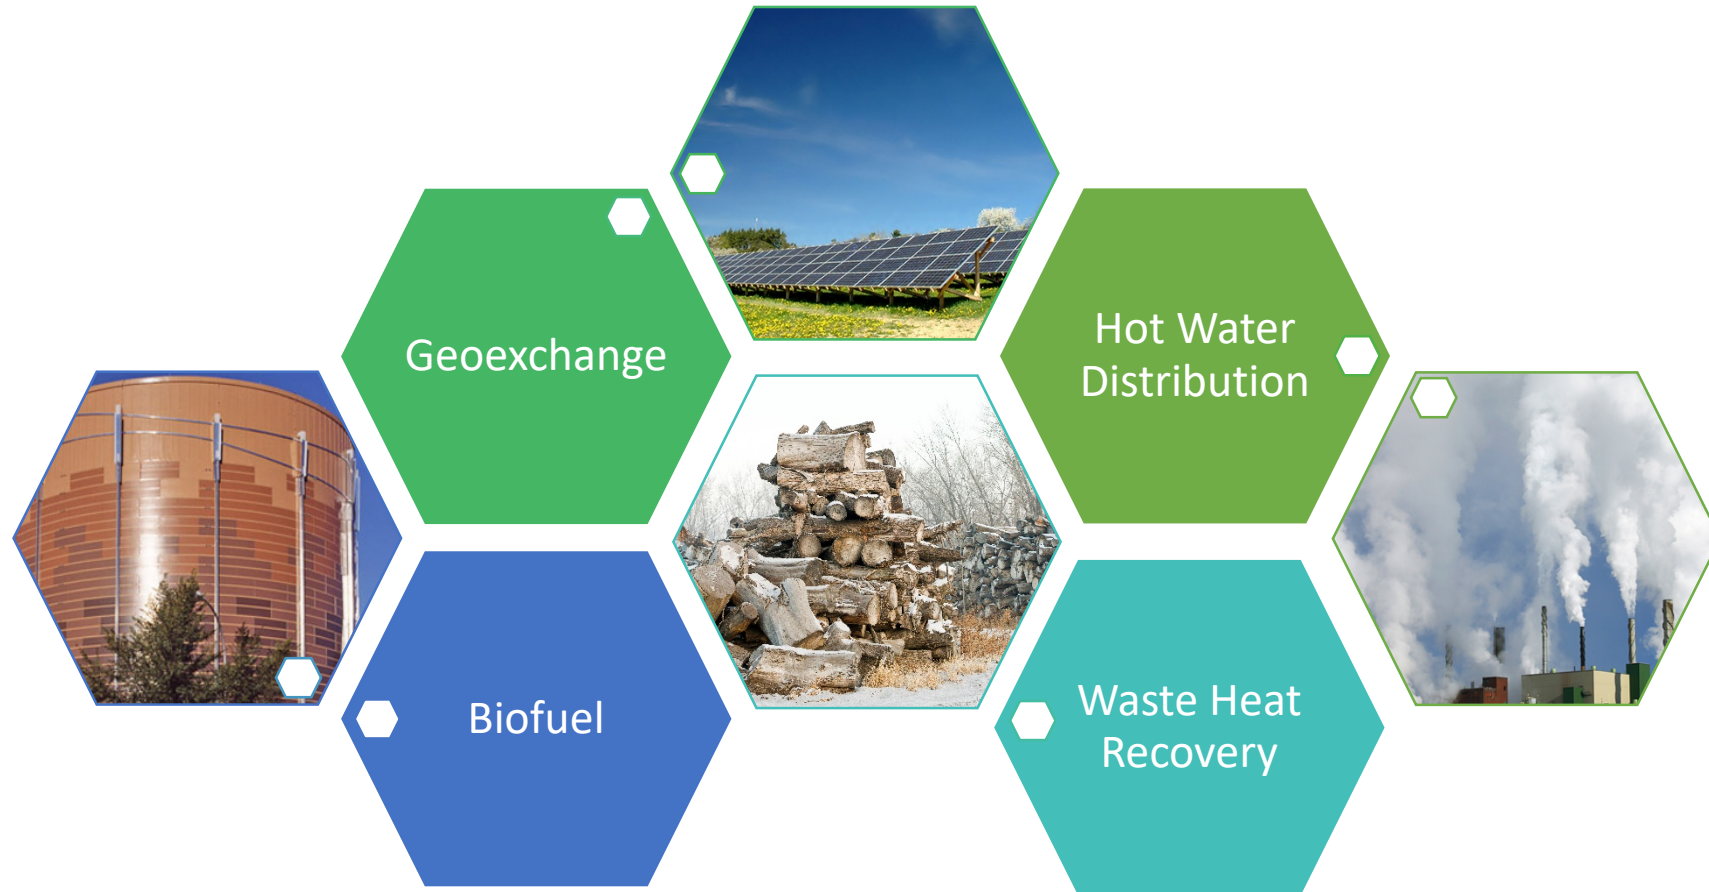 Geoexchange
Hot Water
Distribution
Biofuel
Waste Heat
Recovery